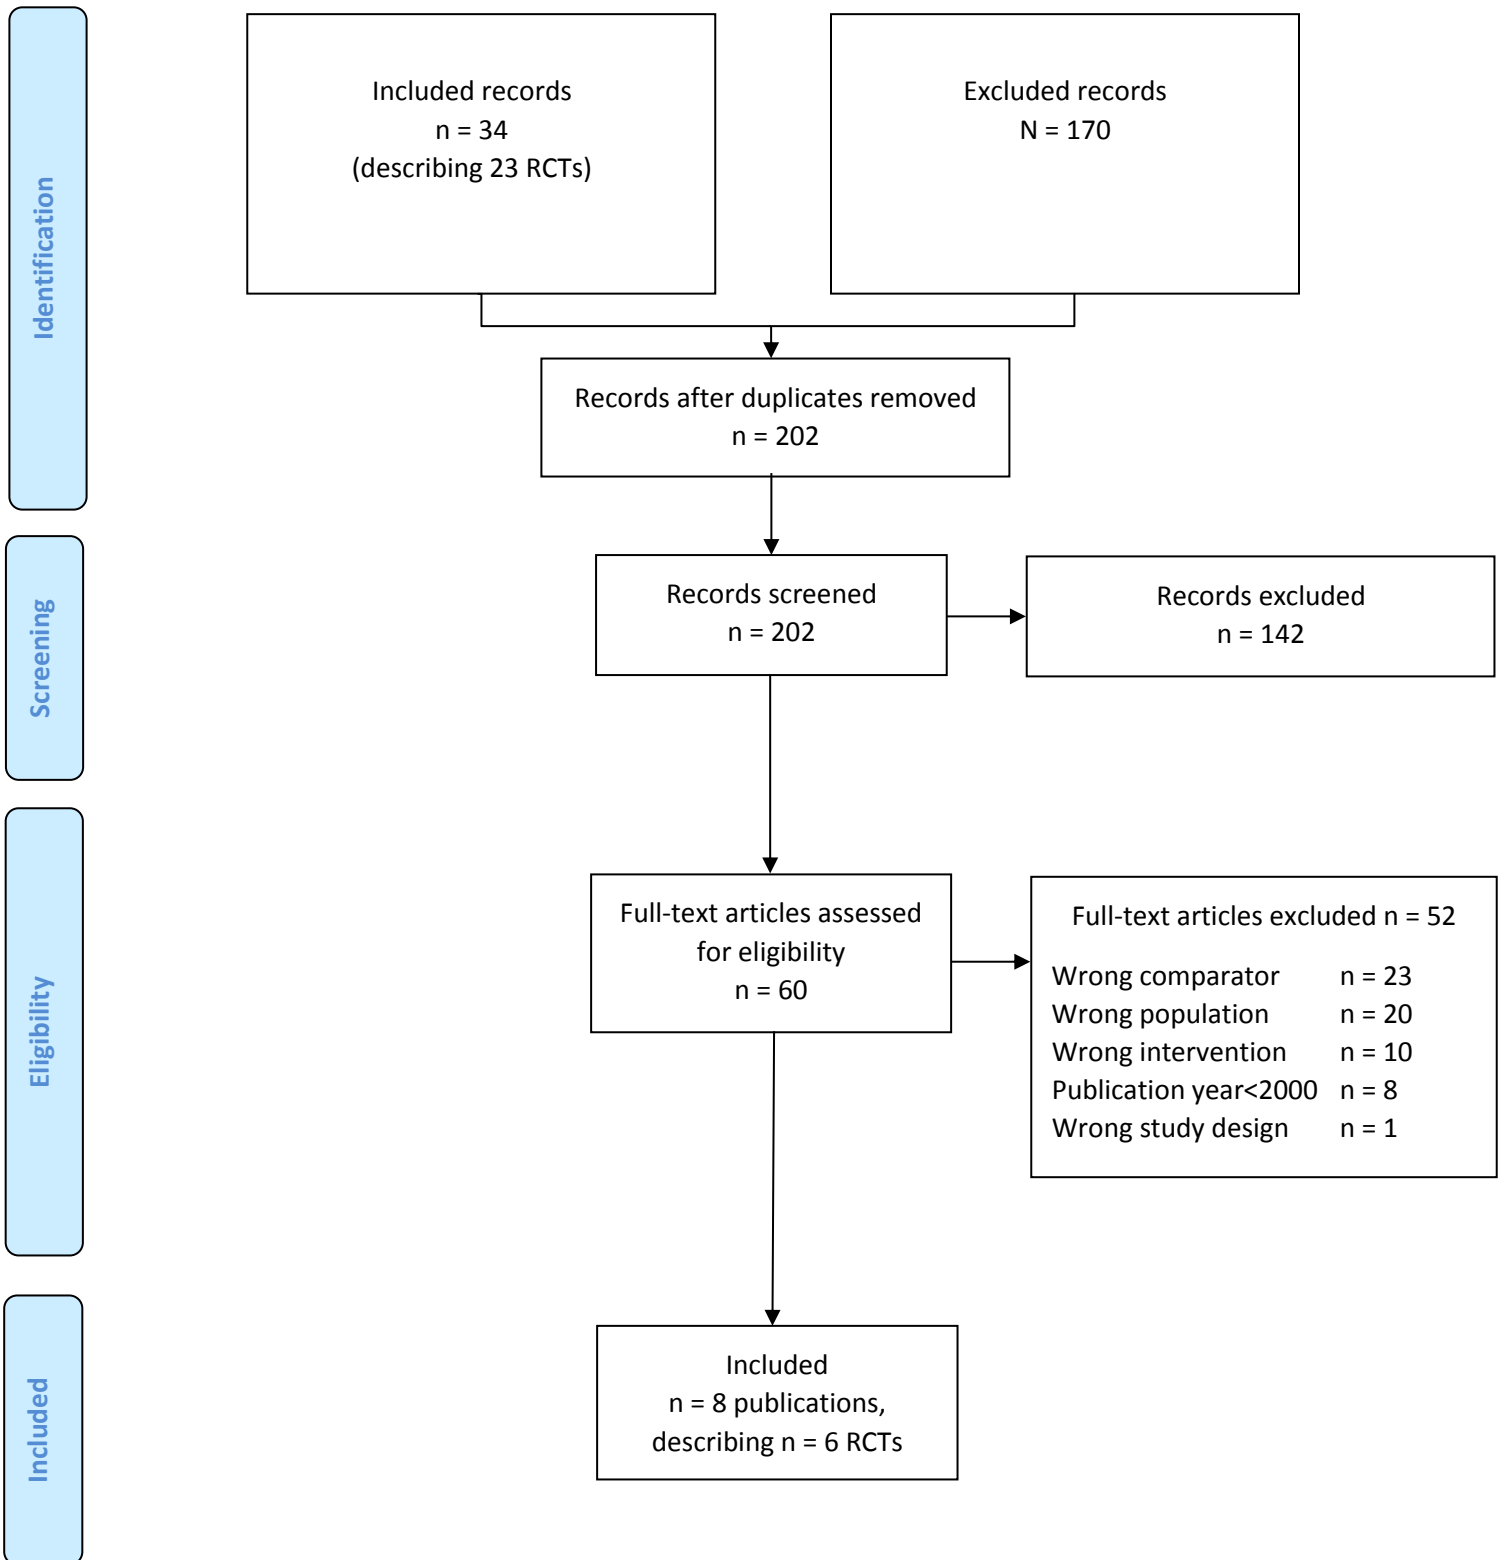 Identification
Included records
n = 34
(describing 23 RCTs)
Excluded records
N = 170
Records after duplicates removed
n = 202
Screening
Records screened
n = 202
Records excluded
n = 142
Eligibility
Full-text articles assessed
for eligibility
n = 60
Full-text articles excluded n = 52
Wrong comparator n = 23
Wrong population n = 20
Wrong intervention n = 10
Publication year<2000 n = 8
Wrong study design n = 1
Included
Included
n = 8 publications,
describing n = 6 RCTs